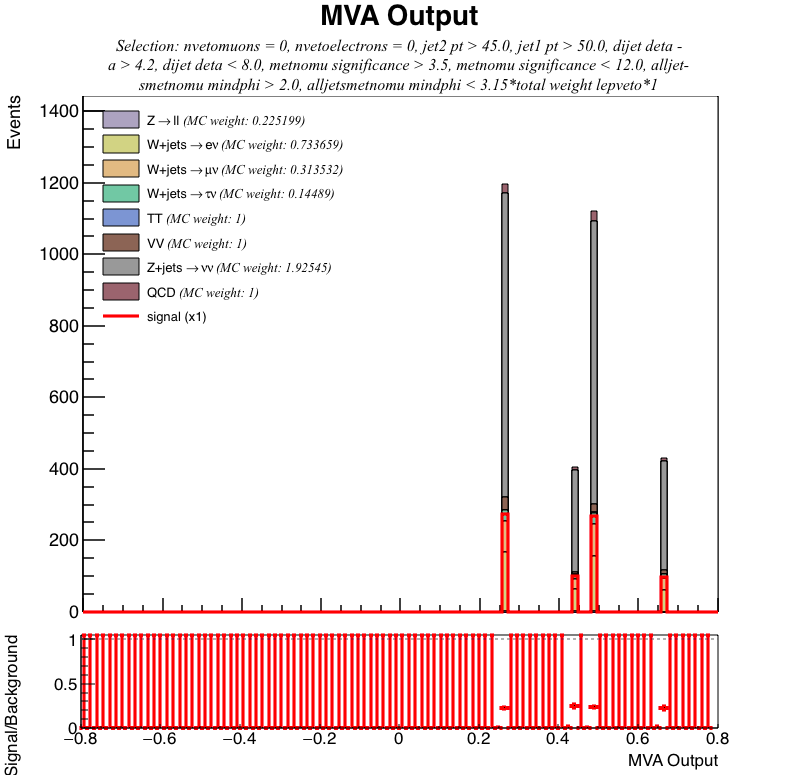 MVA Output
Selection: nvetomuons = 0, nvetoelectrons = 0, jet2 pt > 45.0, jet1 pt > 50.0, dijet deta -
a > 4.2, dijet deta < 8.0, metnomu significance > 3.5, metnomu significance < 12.0, alljet-
smetnomu mindphi > 2.0, alljetsmetnomu mindphi < 3.15*total weight lepveto*1
Events
1400
1200
1000
800
600
400
200
0
Z→ll (MC weight: 0.225199)
W+jets→eν (MC weight: 0.733659)
W+jets→μν (MC weight: 0.313532)
W+jets→τν (MC weight: 0.14489)
TT (MC weight: 1)
VV (MC weight: 1)
Z+jets→νν (MC weight: 1.92545)
QCD (MC weight: 1)
signal (x1)
Signal/Background
1
0.5
0
−0.8 −0.6 −0.4 −0.2 0 0.2 0.4 0.6 0.8
MVA Output